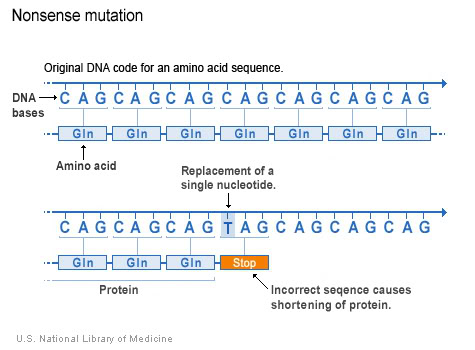 Nonsense mutation
Original DNA code for an amino acid sequence.
DNA bases
C A G C A G C A G C A G C A G C A G C A G
Gln Gln Gln Gln Gln Gln Gln
Amino acid
Replacement of a
single nucleotide.
C A G C A G C A G T A G C A G C A G C A G
Gln Gln Gln Stop
Protein
Incorrect seqence causes
shortening of protein.
U.S. National Library of Medicine